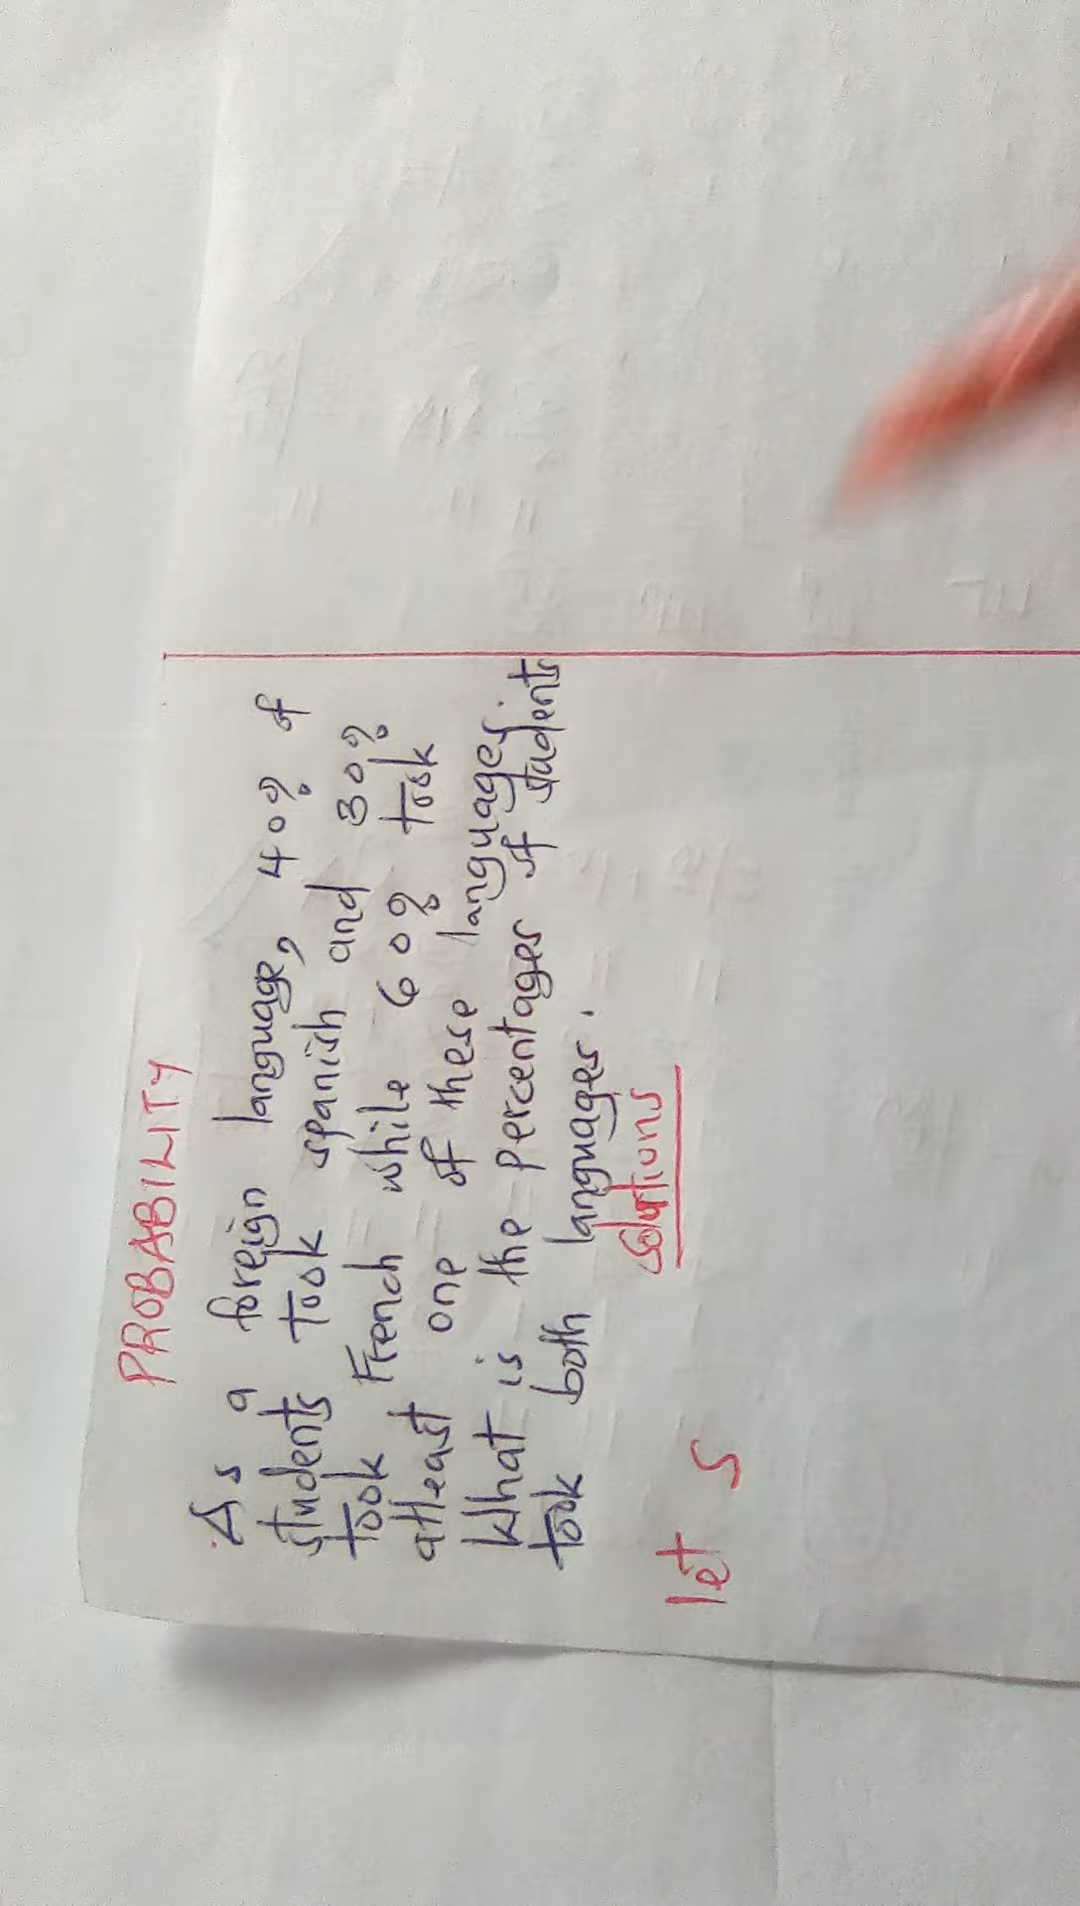 PROBABILITY
As a foreign language, 40% of
students took spanish and 30%
took French while 60% took
atleast one of these languages.
What is the percentages of students
took both languages.
solutions
let S